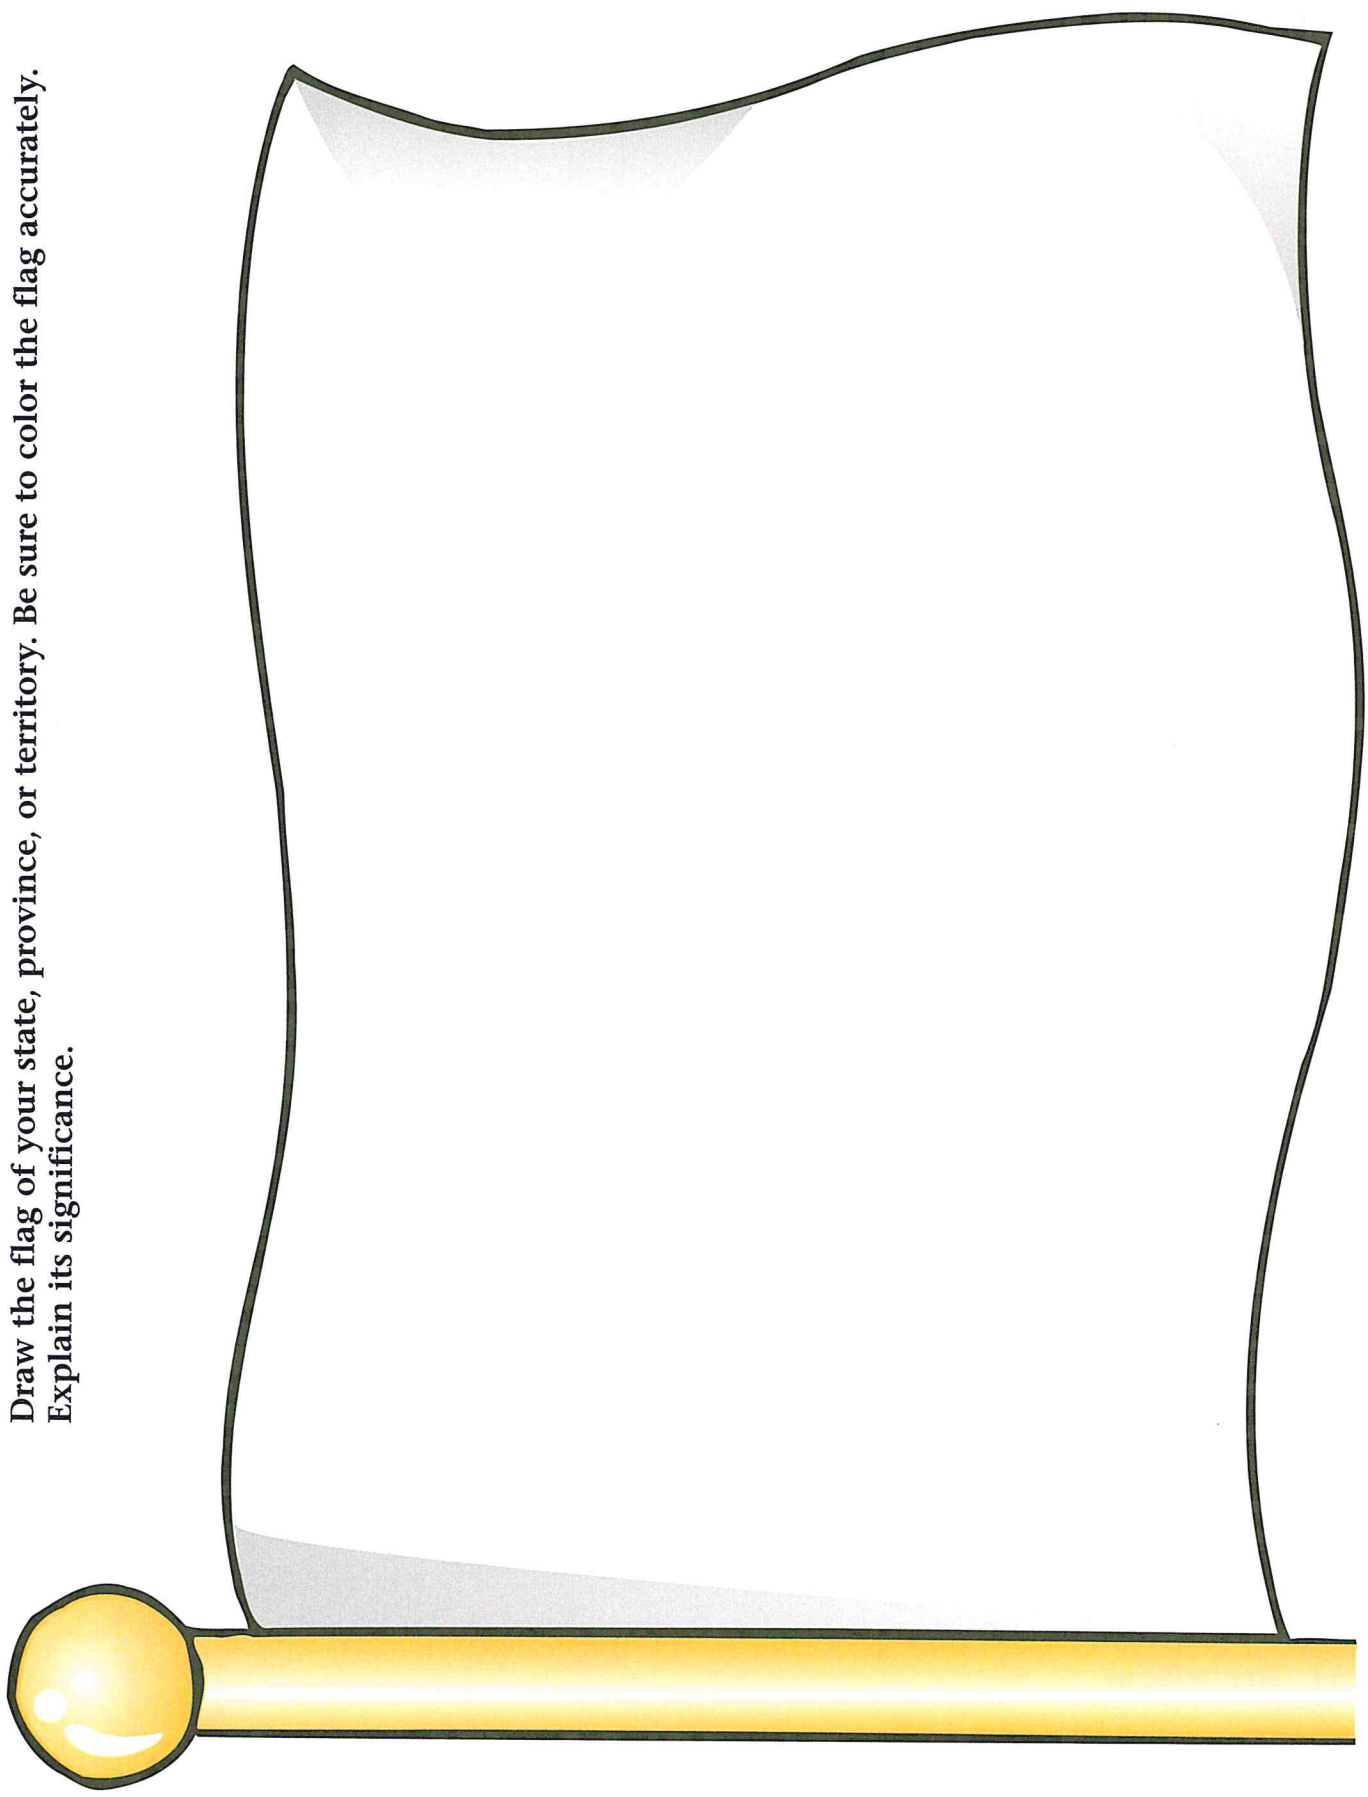 Draw the flag of your state, province, or territory. Be sure to color the flag accurately.
Explain its significance.